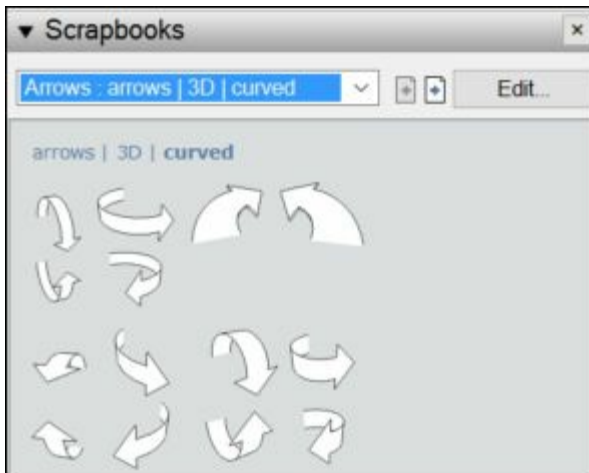 Scrapbooks
Arrows : arrows | 3D | curved
Edit...
arrows | 3D | curved